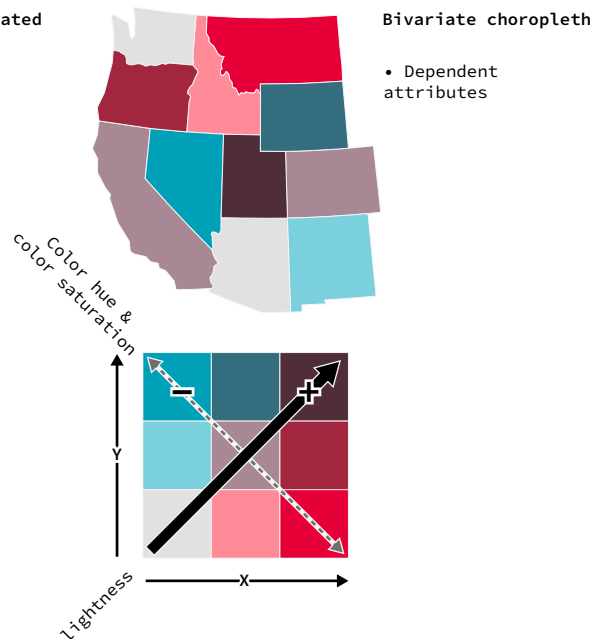 ated
Bivariate choropleth
• Dependent
attributes
Color hue &
color saturation
−
+
Y
X
lightness